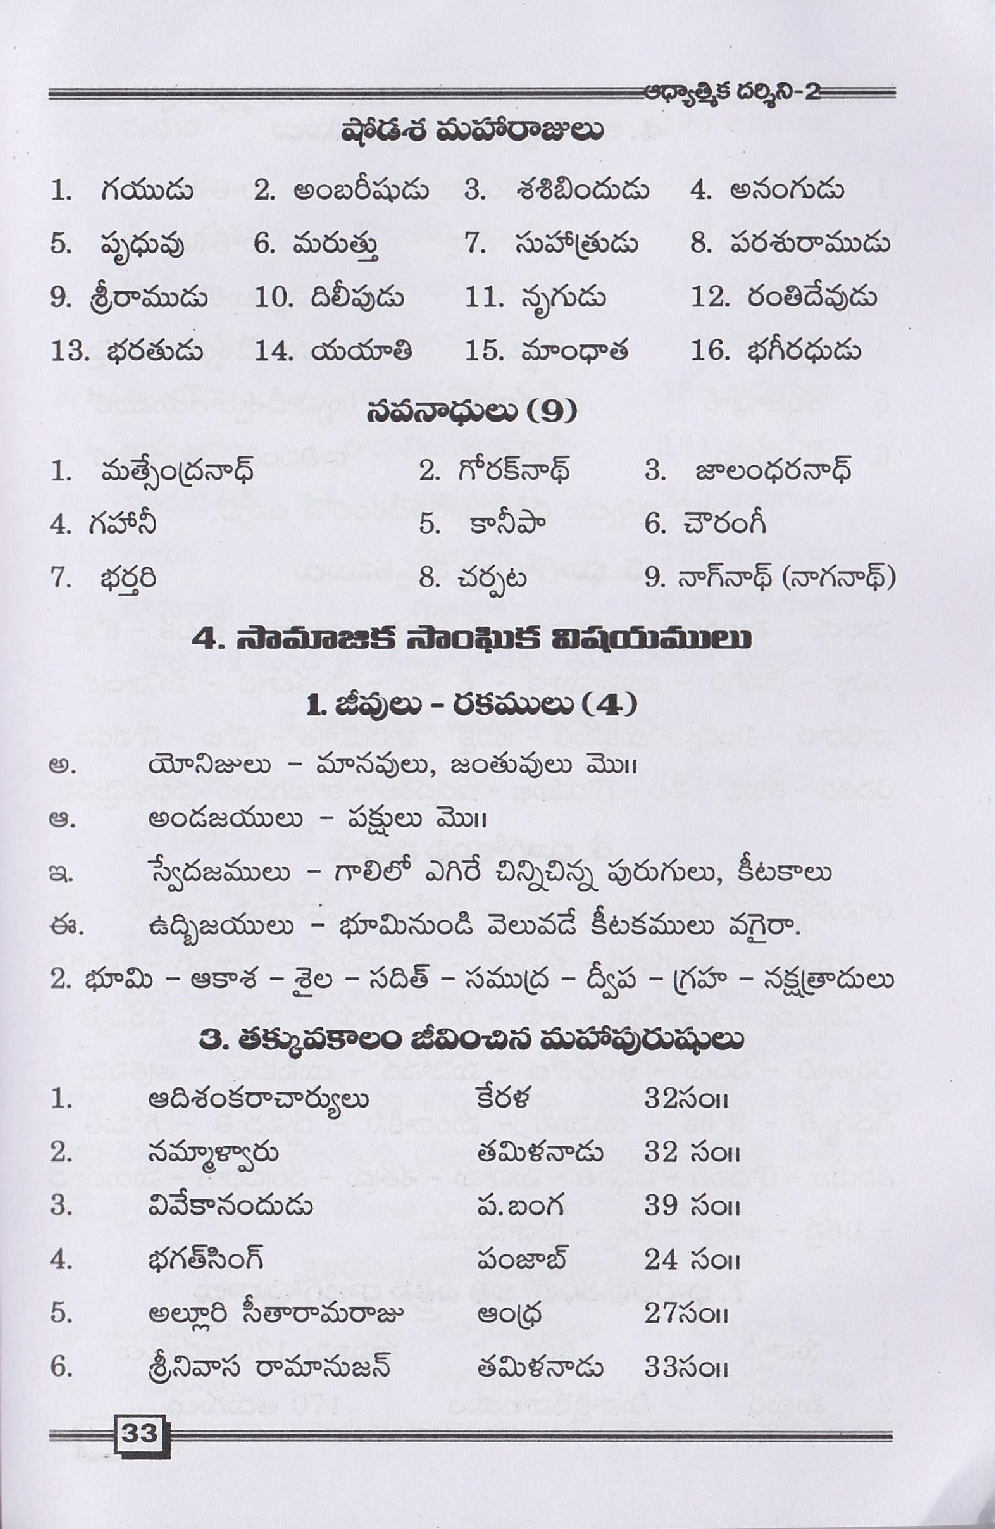 ఆధ్యాత్మిక దర్శిని-2
షోడశ మహారాజులు
1. గయుడు 2. అంబరీషుడు 3. శశిబిందుడు 4. అనంగుడు
5. పృధువు 6. మరుత్తు 7. సుహోత్రుడు 8. పరశురాముడు
9. శ్రీరాముడు 10. దిలీపుడు 11. నృగుడు 12. రంతిదేవుడు
13. భరతుడు 14. యయాతి 15. మాంధాత 16. భగీరధుడు
నవనాధులు (9)
1. మత్స్యేంద్రనాధ్ 2. గోరక్‌నాథ్ 3. జాలంధరనాధ్
4. గహానీ 5. కానీపా 6. చౌరంగీ
7. భర్తరి 8. చర్పట 9. నాగ్‌నాథ్ (నాగనాథ్)
4. సామాజిక సాంఘిక విషయములు
1. జీవులు - రకములు (4)
అ. యోనిజులు - మానవులు, జంతువులు మొ॥
ఆ. అండజయులు - పక్షులు మొ॥
ఇ. స్వేదజములు - గాలిలో ఎగిరే చిన్నిచిన్న పురుగులు, కీటకాలు
ఈ. ఉద్భిజయులు - భూమినుండి వెలువడే కీటకములు వగైరా.
2. భూమి - ఆకాశ - శైల - సదిత్ - సముద్ర - ద్వీప - గ్రహ - నక్షత్రాదులు
3. తక్కువకాలం జీవించిన మహాపురుషులు
1. ఆదిశంకరాచార్యులు కేరళ 32సం॥
2. నమ్మాళ్వారు తమిళనాడు 32 సం॥
3. వివేకానందుడు ప.బంగ 39 సం॥
4. భగత్‌సింగ్ పంజాబ్ 24 సం॥
5. అల్లూరి సీతారామరాజు ఆంధ్ర 27సం॥
6. శ్రీనివాస రామానుజన్ తమిళనాడు 33సం॥
33